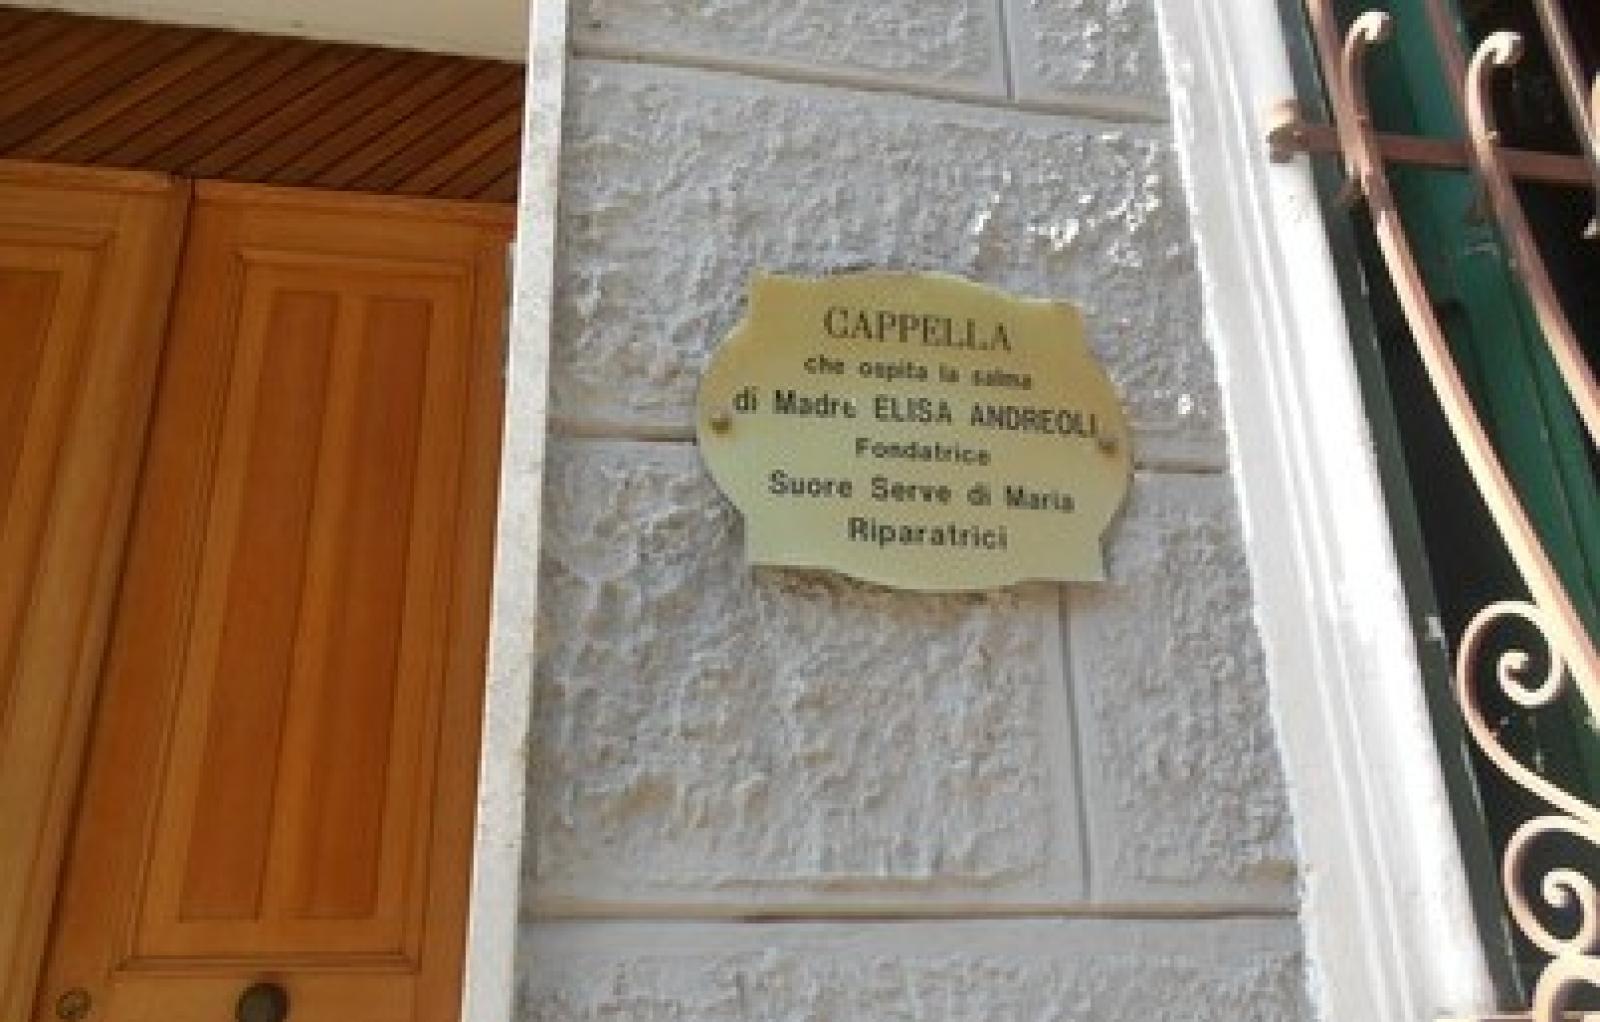 CAPPELLA
che ospita la salma
di Madre ELISA ANDREOLI
Fondatrice
Suore Serve di Maria
Riparatrici